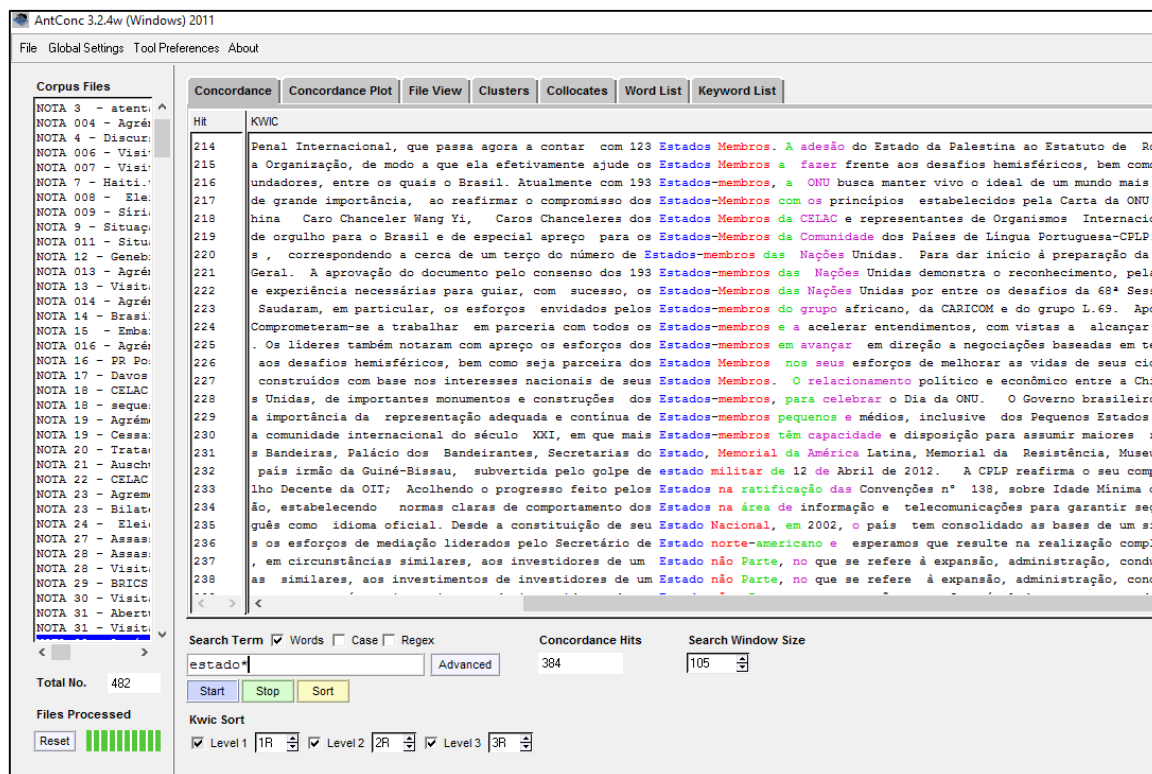 AntConc 3.2.4w (Windows) 2011
File Global Settings Tool Preferences About
Corpus Files
NOTA 3 - atent
NOTA 004 - Agrém
NOTA 4 - Discurs
NOTA 006 - Visi
NOTA 007 - Visi
NOTA 7 - Haiti.
NOTA 008 - Ele
NOTA 009 - Síri
NOTA 9 - Situaç
NOTA 011 - Situ
NOTA 12 - Geneb
NOTA 013 - Agré
NOTA 13 - Visit
NOTA 014 - Agré
NOTA 14 - Brasi
NOTA 15 - Emba
NOTA 016 - Agré
NOTA 16 - PR Po
NOTA 17 - Davos
NOTA 18 - CELAC
NOTA 18 - seque
NOTA 19 - Agrém
NOTA 19 - Cessa
NOTA 20 - Trata
NOTA 21 - Auschw
NOTA 22 - CELAC
NOTA 23 - Agrem
NOTA 23 - Bilat
NOTA 24 - Elei
NOTA 27 - Assas
NOTA 28 - Assas
NOTA 28 - Visit
NOTA 29 - BRICS
NOTA 30 - Visit
NOTA 31 - Abert
NOTA 31 - Visit
Total No. 482
Files Processed
Reset
Concordance Concordance Plot File View Clusters Collocates Word List Keyword List
Hit KWIC
214 Penal Internacional, que passa agora a contar com 123 Estados Membros. A adesão do Estado da Palestina ao Estatuto de Ro
215 a Organização, de modo a que ela efetivamente ajude os Estados Membros a fazer frente aos desafios hemisféricos, bem como
216 undadores, entre os quais o Brasil. Atualmente com 193 Estados-membros, a ONU busca manter vivo o ideal de um mundo mais
217 de grande importância, ao reafirmar o compromisso dos Estados-Membros com os princípios estabelecidos pela Carta da ONU
218 hina Caro Chanceler Wang Yi, Caros Chanceleres dos Estados Membros da CELAC e representantes de Organismos Internacio
219 de orgulho para o Brasil e de especial apreço para os Estados-Membros da Comunidade dos Países de Língua Portuguesa-CPLP.
220 s , correspondendo a cerca de um terço do número de Estados-membros das Nações Unidas. Para dar início à preparação da
221 Geral. A aprovação do documento pelo consenso dos 193 Estados-membros das Nações Unidas demonstra o reconhecimento, pela
222 e experiência necessárias para guiar, com sucesso, os Estados-Membros das Nações Unidas por entre os desafios da 68ª Sess
223 Saudaram, em particular, os esforços envidados pelos Estados-Membros do grupo africano, da CARICOM e do grupo L.69. Apo
224 Comprometeram-se a trabalhar em parceria com todos os Estados-membros e a acelerar entendimentos, com vistas a alcançar
225 . Os líderes também notaram com apreço os esforços dos Estados-membros em avançar em direção a negociações baseadas em te
226 aos desafios hemisféricos, bem como seja parceira dos Estados Membros nos seus esforços de melhorar as vidas de seus cid
227 construídos com base nos interesses nacionais de seus Estados Membros. O relacionamento político e econômico entre a Chi
228 s Unidas, de importantes monumentos e construções dos Estados-membros, para celebrar o Dia da ONU. O Governo brasileiro
229 a importância da representação adequada e contínua de Estados-membros pequenos e médios, inclusive dos Pequenos Estados
230 a comunidade internacional do século XXI, em que mais Estados-membros têm capacidade e disposição para assumir maiores
231 s Bandeiras, Palácio dos Bandeirantes, Secretarias do Estado, Memorial da América Latina, Memorial da Resistência, Museu
232 país irmão da Guiné-Bissau, subvertida pelo golpe de estado militar de 12 de Abril de 2012. A CPLP reafirma o seu comp
233 lho Decente da OIT; Acolhendo o progresso feito pelos Estados na ratificação das Convenções n° 138, sobre Idade Mínima
234 ão, estabelecendo normas claras de comportamento dos Estados na área de informação e telecomunicações para garantir seg
235 guês como idioma oficial. Desde a constituição de seu Estado Nacional, em 2002, o país tem consolidado as bases de um si
236 s os esforços de mediação liderados pelo Secretário de Estado norte-americano e esperamos que resulte na realização compl
237 , em circunstâncias similares, aos investidores de um Estado não Parte, no que se refere à expansão, administração, condu
238 as similares, aos investimentos de investidores de um Estado não Parte, no que se refere à expansão, administração, cond
Search Term Words Case Regex
estado*
Advanced
Start Stop Sort
Concordance Hits
384
Search Window Size
105
Kwic Sort
Level 1 1R Level 2 2R Level 3 3R